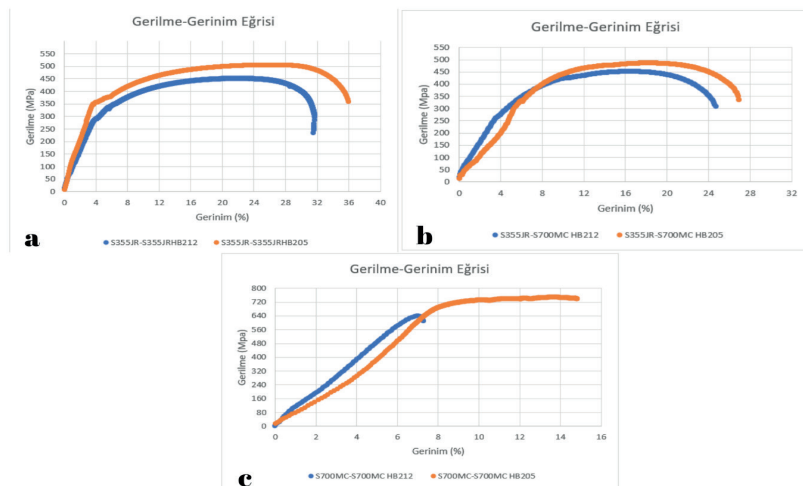 Gerilme-Gerinim Eğrisi
Gerilme (MPa)
550
500
450
400
350
300
250
200
150
100
50
0
0 4 8 12 16 20 24 28 32 36 40
Gerinim (%)
S355JR-S355JRHB212 S355JR-S355JRHB205
a
Gerilme-Gerinim Eğrisi
Gerilme (Mpa)
550
500
450
400
350
300
250
200
150
100
50
0
0 4 8 12 16 20 24 28 32
Gerinim (%)
S355JR-S700MC HB212 S355JR-S700MC HB205
b
Gerilme-Gerinim Eğrisi
Gerilme (Mpa)
800
720
640
560
480
400
320
240
160
80
0
0 2 4 6 8 10 12 14 16
Gerinim (%)
S700MC-S700MC HB212 S700MC-S700MC HB205
c